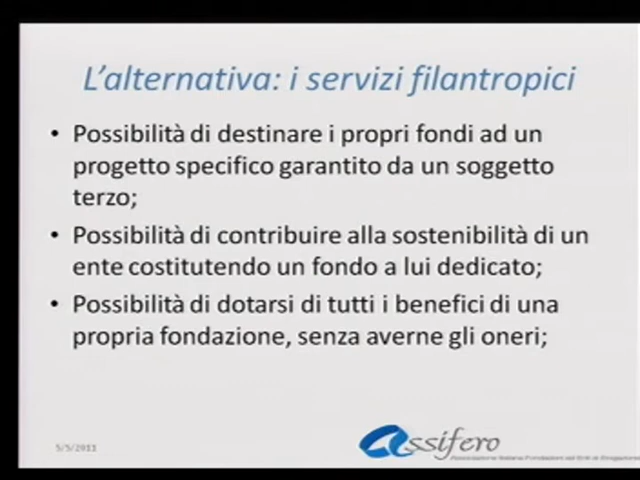 L'alternativa: i servizi filantropici
• Possibilità di destinare i propri fondi ad un
progetto specifico garantito da un soggetto
terzo;
• Possibilità di contribuire alla sostenibilità di un
ente costitutendo un fondo a lui dedicato;
• Possibilità di dotarsi di tutti i benefici di una
propria fondazione, senza averne gli oneri;
5/5/2011
Assifero